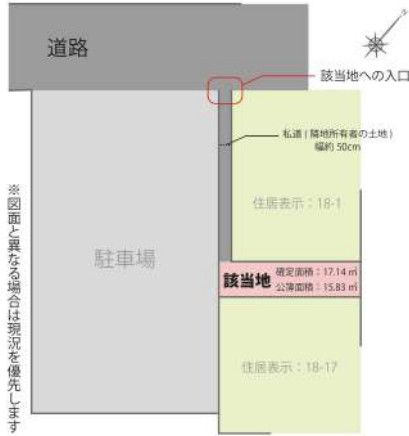 道路
該当地への入口
私道 ( 隣地所有者の土地 )
幅約 50cm
住居表示：18-1
駐車場
該当地
確定面積：17.14 ㎡
公簿面積：15.83 ㎡
住居表示：18-17
※図面と異なる場合は現況を優先します